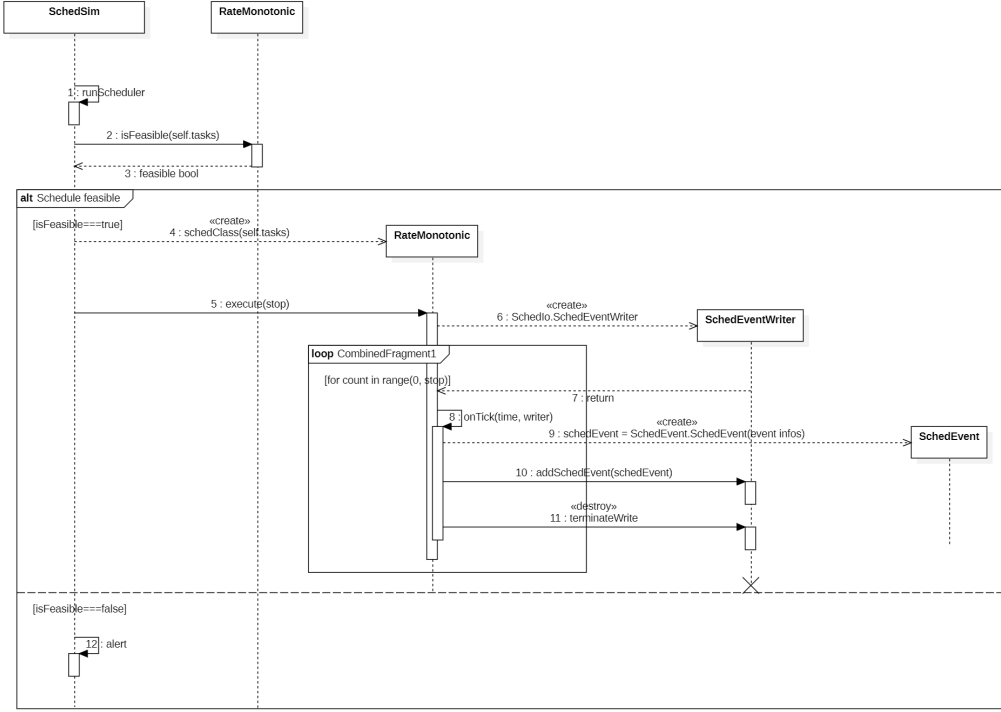 SchedSim
RateMonotonic
1 : runScheduler
2 : isFeasible(self.tasks)
3 : feasible bool
alt Schedule feasible
[isFeasible===true]
«create»
4 : schedClass(self.tasks)
RateMonotonic
5 : execute(stop)
«create»
6 : SchedIo.SchedEventWriter
SchedEventWriter
loop CombinedFragment1
[for count in range(0, stop)]
7 : return
8 : onTick(time, writer)
«create»
9 : schedEvent = SchedEvent.SchedEvent(event infos)
SchedEvent
10 : addSchedEvent(schedEvent)
«destroy»
11 : terminateWrite
[isFeasible===false]
12 : alert